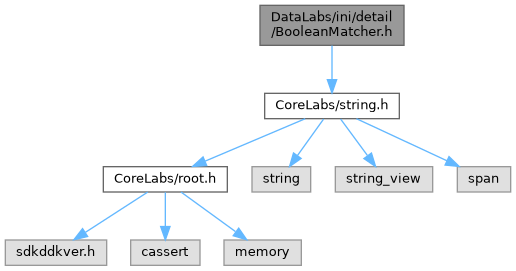 DataLabs/ini/detail
/BooleanMatcher.h
CoreLabs/string.h
CoreLabs/root.h
string
string_view
span
sdkddkver.h
cassert
memory